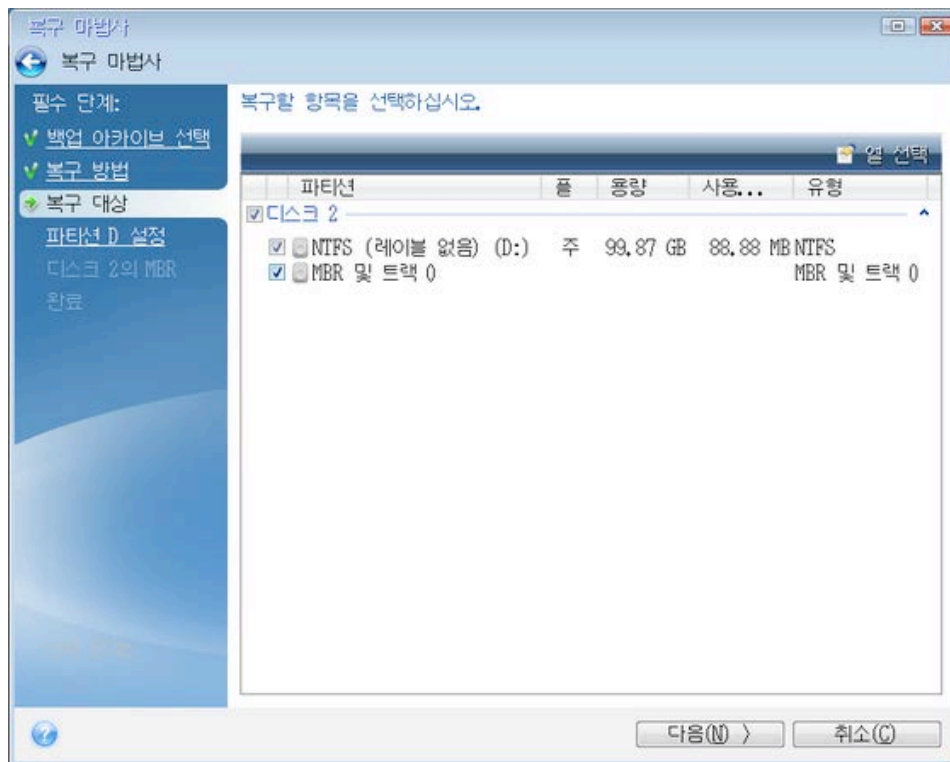 복구 마법사
복구 마법사
필수 단계:
백업 아카이브 선택
복구 방법
복구 대상
파티션 D 설정
디스크 2의 MBR
완료
복구할 항목을 선택하십시오.
열 선택
파티션 플 용량 사용... 유형
디스크 2
NTFS (레이블 없음) (D:) 주 99.87 GB 88.88 MB NTFS
MBR 및 트랙 0 MBR 및 트랙 0
다음(N) >
취소(C)